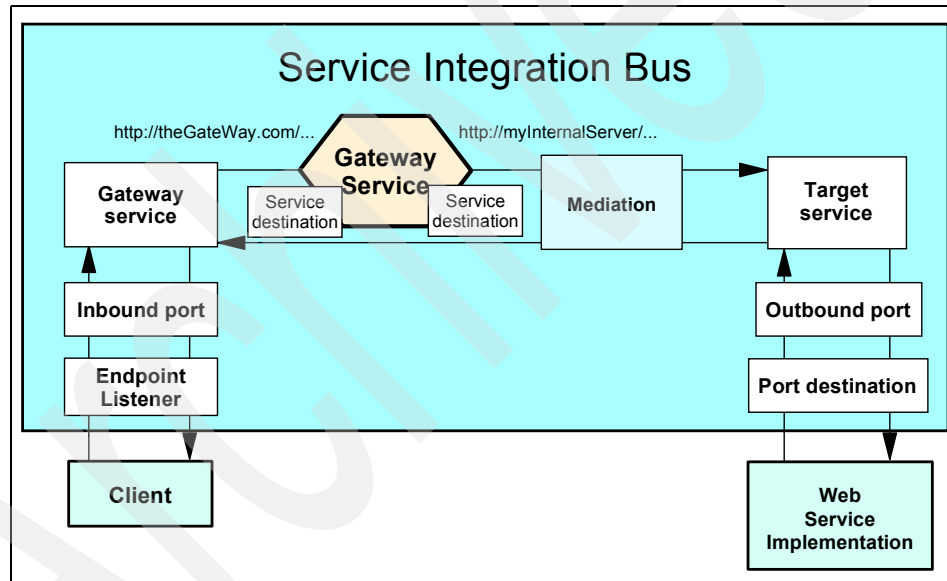 Service Integration Bus
http://theGateWay.com/...
http://myInternalServer/...
Gateway
Service
Gateway
service
Service
destination
Service
destination
Mediation
Target
service
Inbound port
Outbound port
Endpoint
Listener
Port destination
Client
Web
Service
Implementation